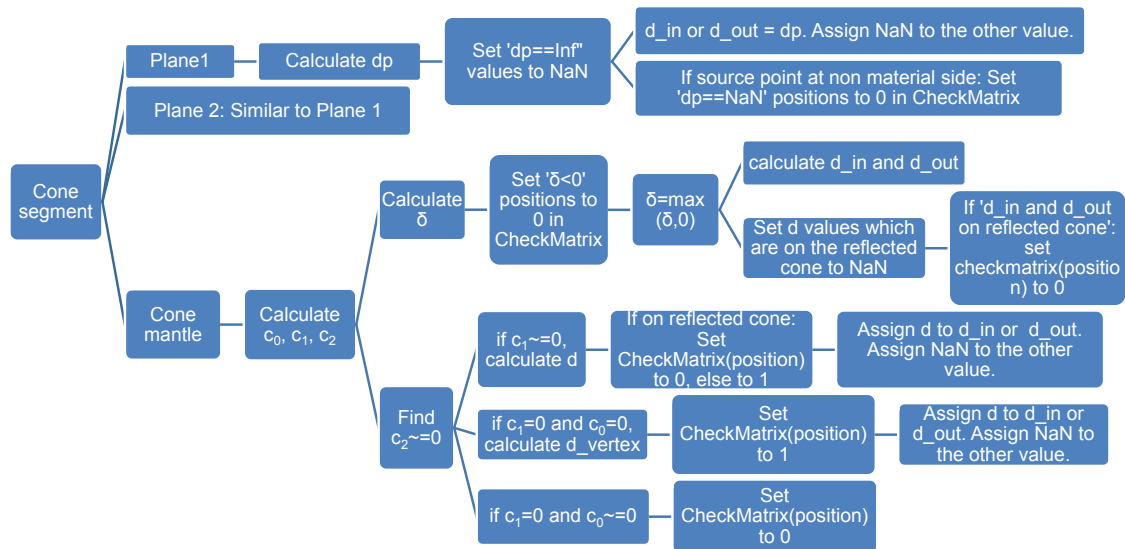 Plane1
Calculate dp
Set 'dp==Inf"
values to NaN
d_in or d_out = dp. Assign NaN to the other value.
If source point at non material side: Set
'dp==NaN' positions to 0 in CheckMatrix
Plane 2: Similar to Plane 1
Cone
segment
Calculate
δ
Set 'δ<0'
positions to
0 in
CheckMatrix
δ=max
(δ,0)
calculate d_in and d_out
Set d values which
are on the reflected
cone to NaN
If 'd_in and d_out
on reflected cone':
set
checkmatrix(positio
n) to 0
Cone
mantle
Calculate
c₀, c₁, c₂
Find
c₂~=0
if c₁~=0,
calculate d
If on reflected cone:
Set
CheckMatrix(position)
to 0, else to 1
Assign d to d_in or d_out.
Assign NaN to the other
value.
if c₁=0 and c₀=0,
calculate d_vertex
Set
CheckMatrix(position)
to 1
Assign d to d_in or
d_out. Assign NaN to
the other value.
if c₁=0 and c₀~=0
Set
CheckMatrix(position)
to 0